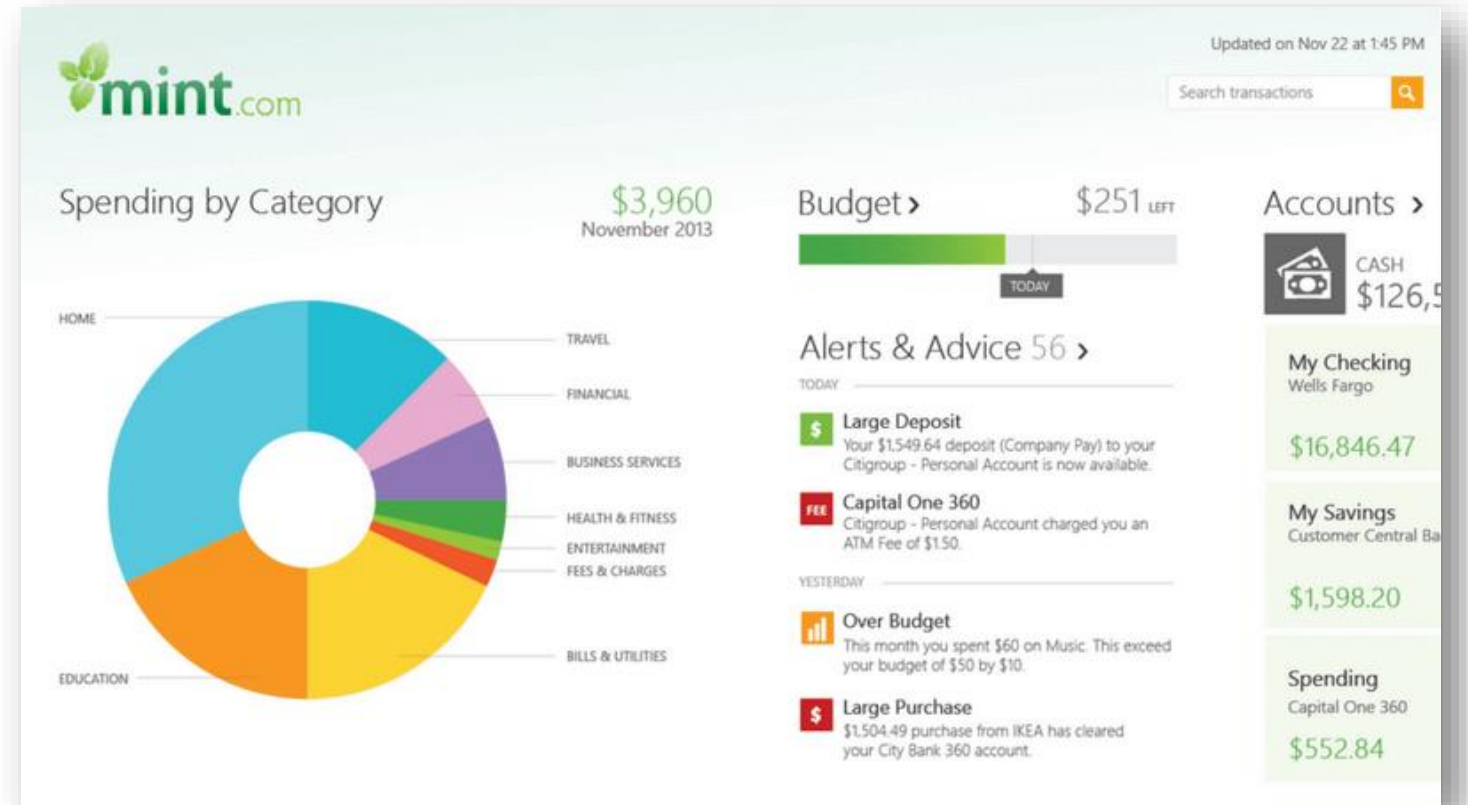 mint.com
Updated on Nov 22 at 1:45 PM
Search transactions
Spending by Category
$3,960
November 2013
HOME
TRAVEL
FINANCIAL
BUSINESS SERVICES
HEALTH & FITNESS
ENTERTAINMENT
FEES & CHARGES
BILLS & UTILITIES
EDUCATION
Budget >
$251 LEFT
TODAY
Alerts & Advice 56 >
TODAY
$
Large Deposit
Your $1,549.64 deposit (Company Pay) to your
Citigroup - Personal Account is now available.
FEE
Capital One 360
Citigroup - Personal Account charged you an
ATM Fee of $1.50.
YESTERDAY
Over Budget
This month you spent $60 on Music. This exceed
your budget of $50 by $10.
$
Large Purchase
$1,504.49 purchase from IKEA has cleared
your City Bank 360 account.
Accounts >
CASH
$126,5
My Checking
Wells Fargo
$16,846.47
My Savings
Customer Central Ba
$1,598.20
Spending
Capital One 360
$552.84